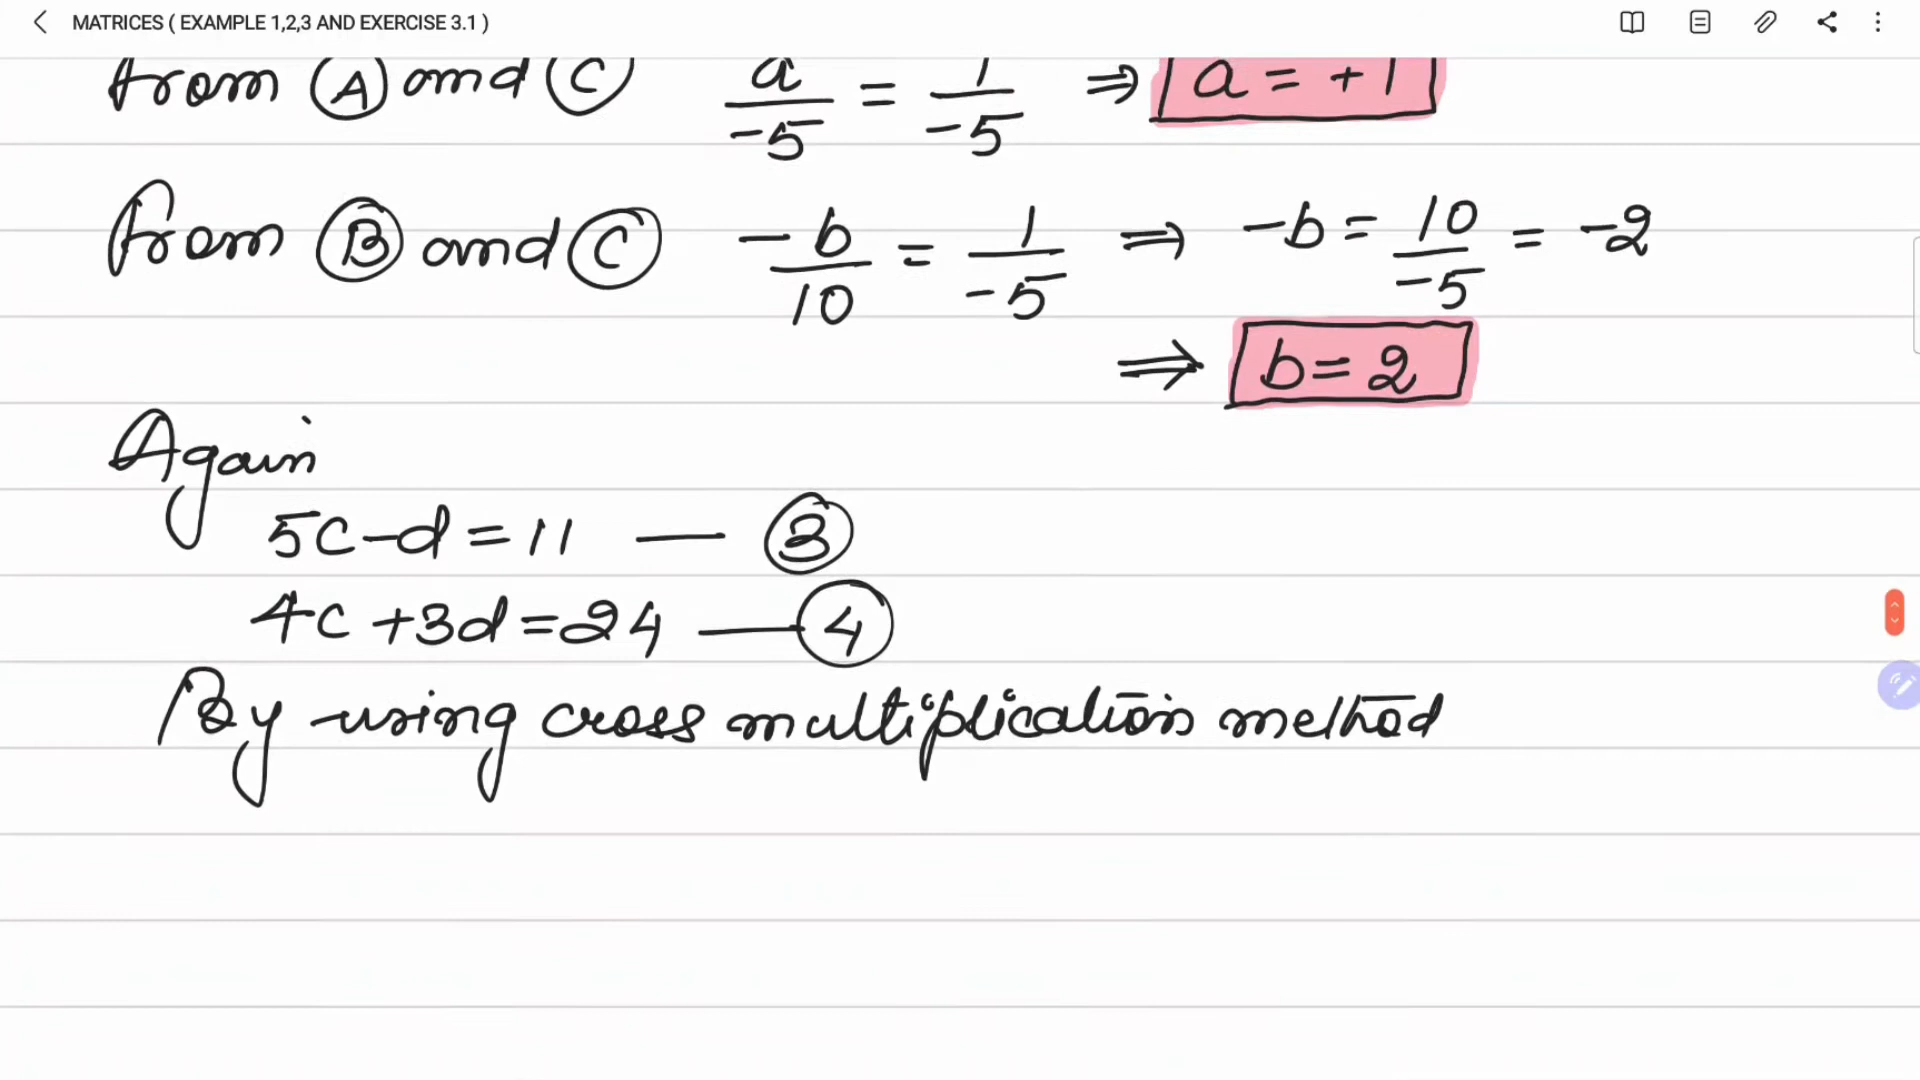 MATRICES ( EXAMPLE 1,2,3 AND EXERCISE 3.1 )
from (A) and (C) a/-5 = 1/-5 ⇒ a = +1
from (B) and (C) -b/10 = 1/-5 ⇒ -b = 10/-5 = -2
⇒ b = 2
Again
5c-d = 11 — (3)
4c +3d = 24 — (4)
By using cross multiplication method